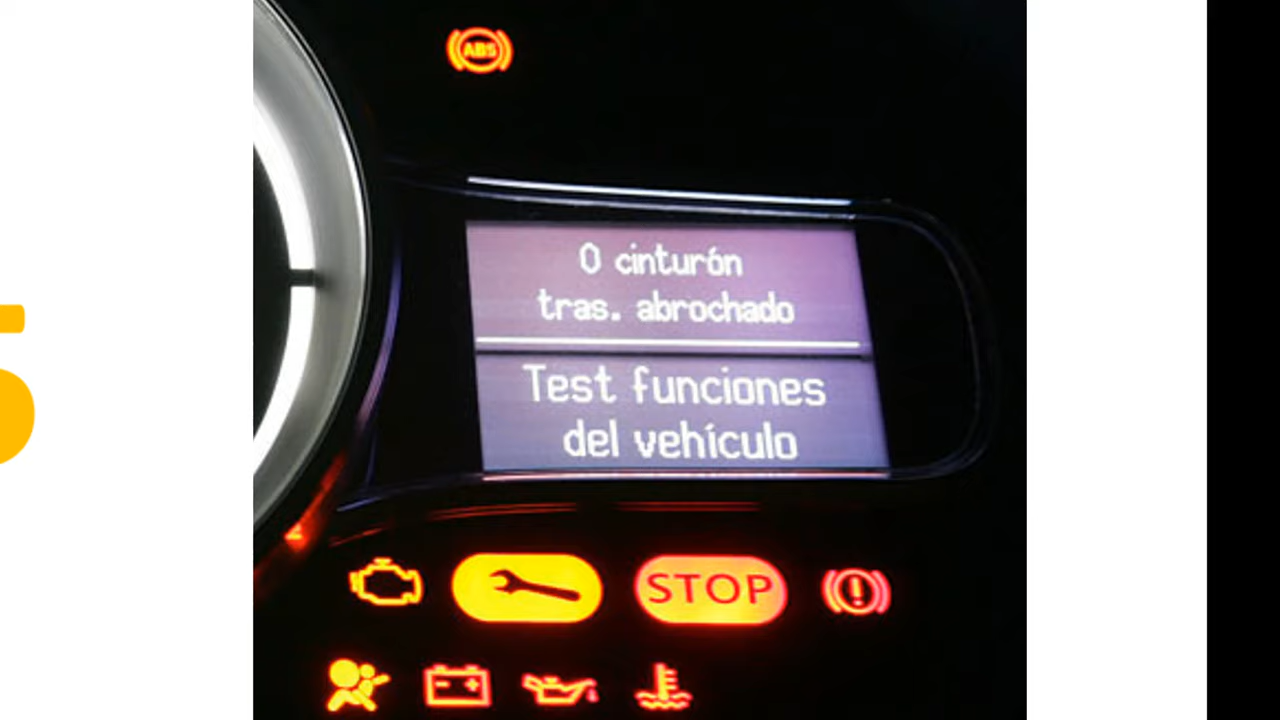 ABS
0 cinturón
tras. abrochado
Test funciones
del vehículo
STOP